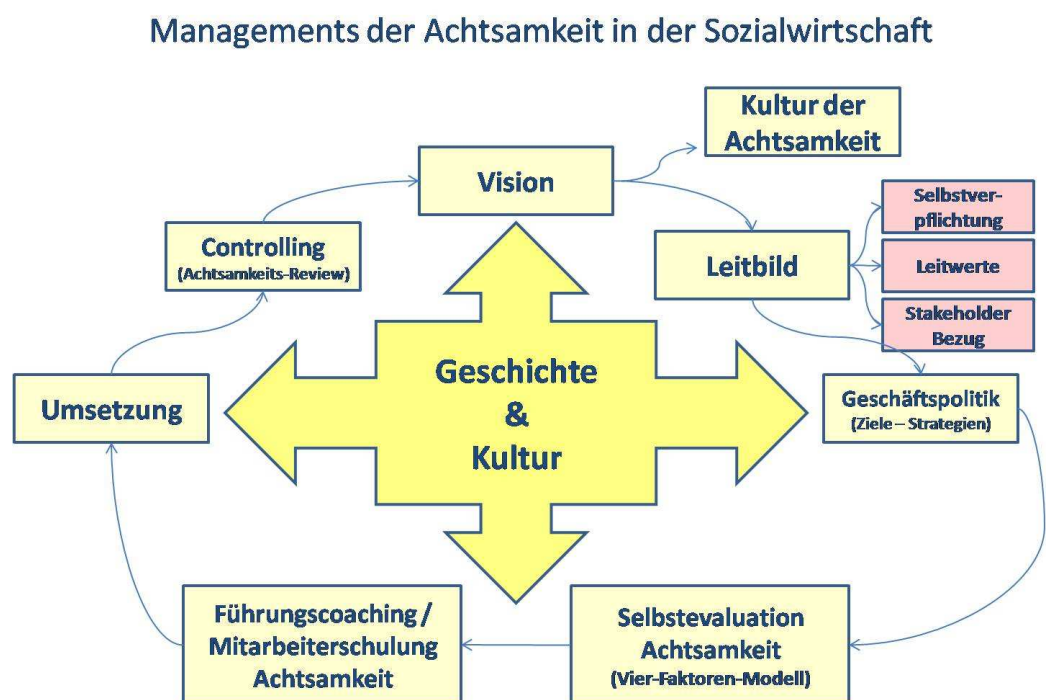 Managements der Achtsamkeit in der Sozialwirtschaft
Kultur der
Achtsamkeit
Vision
Selbstver-
pflichtung
Controlling
(Achtsamkeits-Review)
Leitbild
Leitwerte
Stakeholder
Bezug
Geschichte
&
Kultur
Umsetzung
Geschäftspolitik
(Ziele – Strategien)
Führungscoaching /
Mitarbeiterschulung
Achtsamkeit
Selbstevaluation
Achtsamkeit
(Vier-Faktoren-Modell)